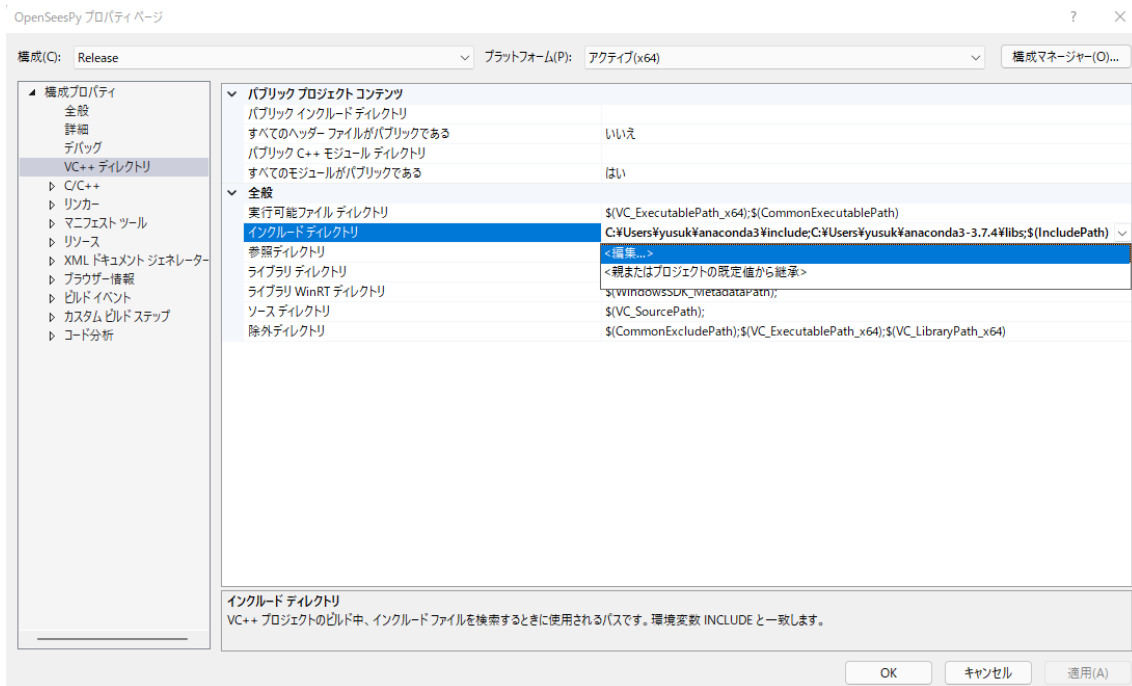 OpenSeesPy プロパティ ページ ? ×
構成(C): Release プラットフォーム(P): アクティブ(x64) 構成マネージャー(O)...
構成プロパティ
全般
詳細
デバッグ
VC++ ディレクトリ
C/C++
リンカー
マニフェスト ツール
リソース
XML ドキュメント ジェネレーター
ブラウザー情報
ビルド イベント
カスタム ビルド ステップ
コード分析
パブリック プロジェクト コンテンツ
パブリック インクルード ディレクトリ
すべてのヘッダー ファイルがパブリックである いいえ
パブリック C++ モジュール ディレクトリ
すべてのモジュールがパブリックである はい
全般
実行可能ファイル ディレクトリ $(VC_ExecutablePath_x64);$(CommonExecutablePath)
インクルード ディレクトリ C:¥Users¥yusuk¥anaconda3¥include;C:¥Users¥yusuk¥anaconda3-3.7.4¥libs;$(IncludePath)
参照ディレクトリ <編集...>
ライブラリ ディレクトリ <親またはプロジェクトの既定値から継承>
ライブラリ WinRT ディレクトリ $(WindowsSDK_MetadataPath);
ソース ディレクトリ $(VC_SourcePath);
除外ディレクトリ $(CommonExcludePath);$(VC_ExecutablePath_x64);$(VC_LibraryPath_x64)
インクルード ディレクトリ
VC++ プロジェクトのビルド中、インクルード ファイルを検索するときに使用されるパスです。環境変数 INCLUDE と一致します。
OK キャンセル 適用(A)